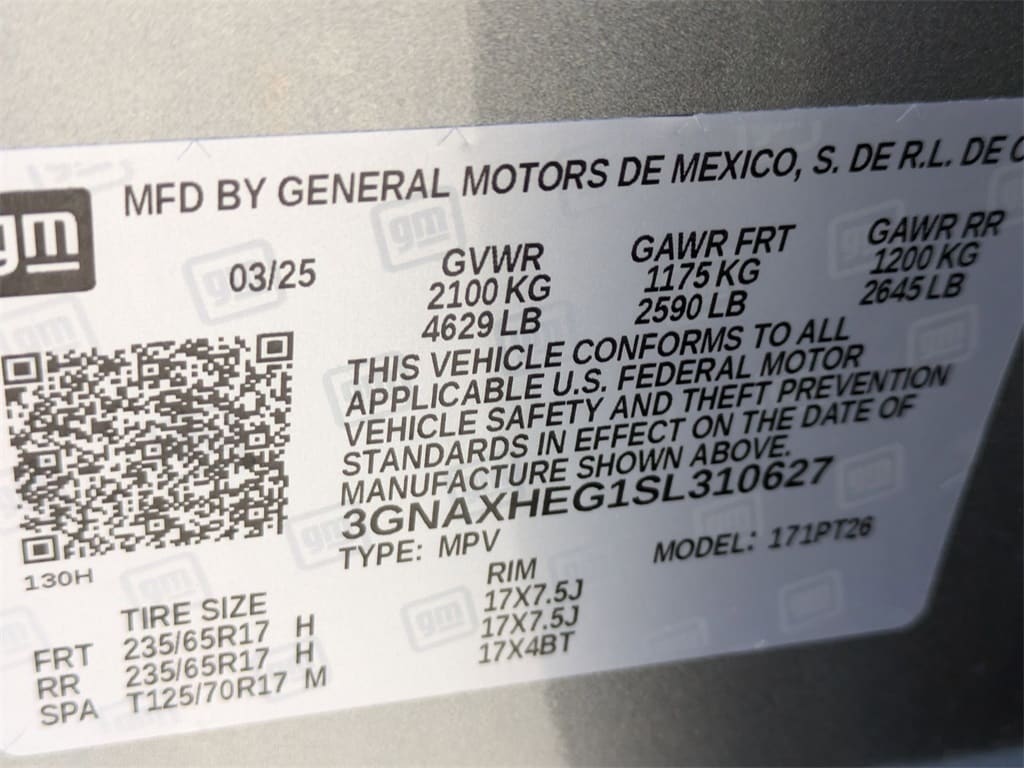 MFD BY GENERAL MOTORS DE MEXICO, S. DE R.L. DE C
gm
03/25
GVWR
2100 KG
4629 LB
GAWR FRT
1175 KG
2590 LB
GAWR RR
1200 KG
2645 LB
THIS VEHICLE CONFORMS TO ALL
APPLICABLE U.S. FEDERAL MOTOR
VEHICLE SAFETY AND THEFT PREVENTION
STANDARDS IN EFFECT ON THE DATE OF
MANUFACTURE SHOWN ABOVE.
3GNAXHEG1SL310627
TYPE: MPV MODEL: 171PT26
130H
TIRE SIZE RIM
FRT 235/65R17 H 17X7.5J
RR 235/65R17 H 17X7.5J
SPA T125/70R17 M 17X4BT